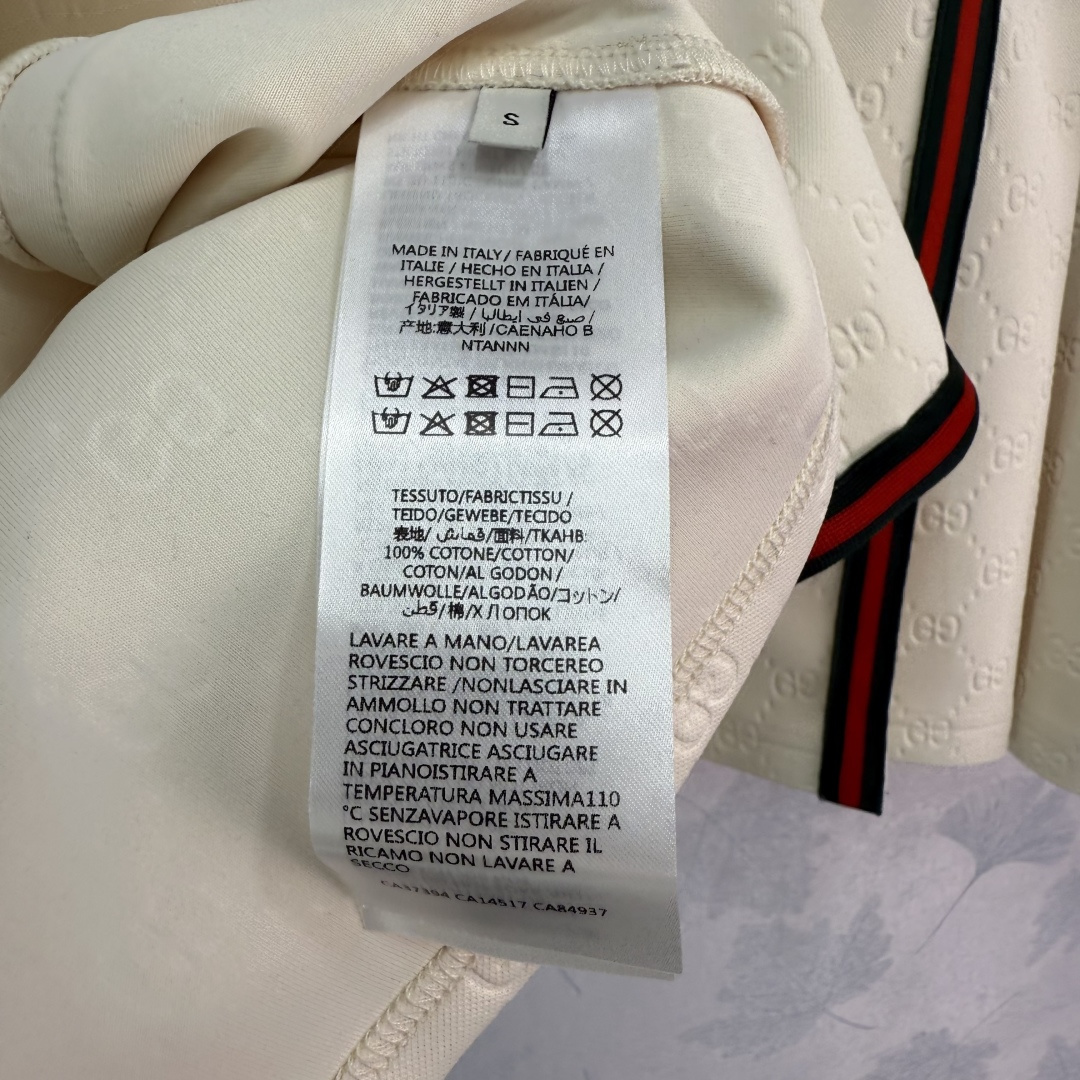 S
MADE IN ITALY/ FABRIQUÉ EN
ITALIE / HECHO EN ITALIA /
HERGESTELLT IN ITALIEN /
FABRICADO EM ITÁLIA/
イタリア製 / صنع في إيطاليا /
产地:意大利 /CAENAHO B
NTANNN
TESSUTO/FABRICTISSU /
TEIDO/GEWEBE/TECIDO
表地/ قماش/面料/TKAHB:
100% COTONE/COTTON/
COTON/AL GODON /
BAUMWOLLE/ALGODÃO/コットン/
قطن/棉/X ЛOПOK
LAVARE A MANO/LAVAREA
ROVESCIO NON TORCEREO
STRIZZARE /NONLASCIARE IN
AMMOLLO NON TRATTARE
CONCLORO NON USARE
ASCIUGATRICE ASCIUGARE
IN PIANOISTIRARE A
TEMPERATURA MASSIMA110
°C SENZAVAPORE ISTIRARE A
ROVESCIO NON STIRARE IL
RICAMO NON LAVARE A
SECCO
CA37394 CA14517 CA84937